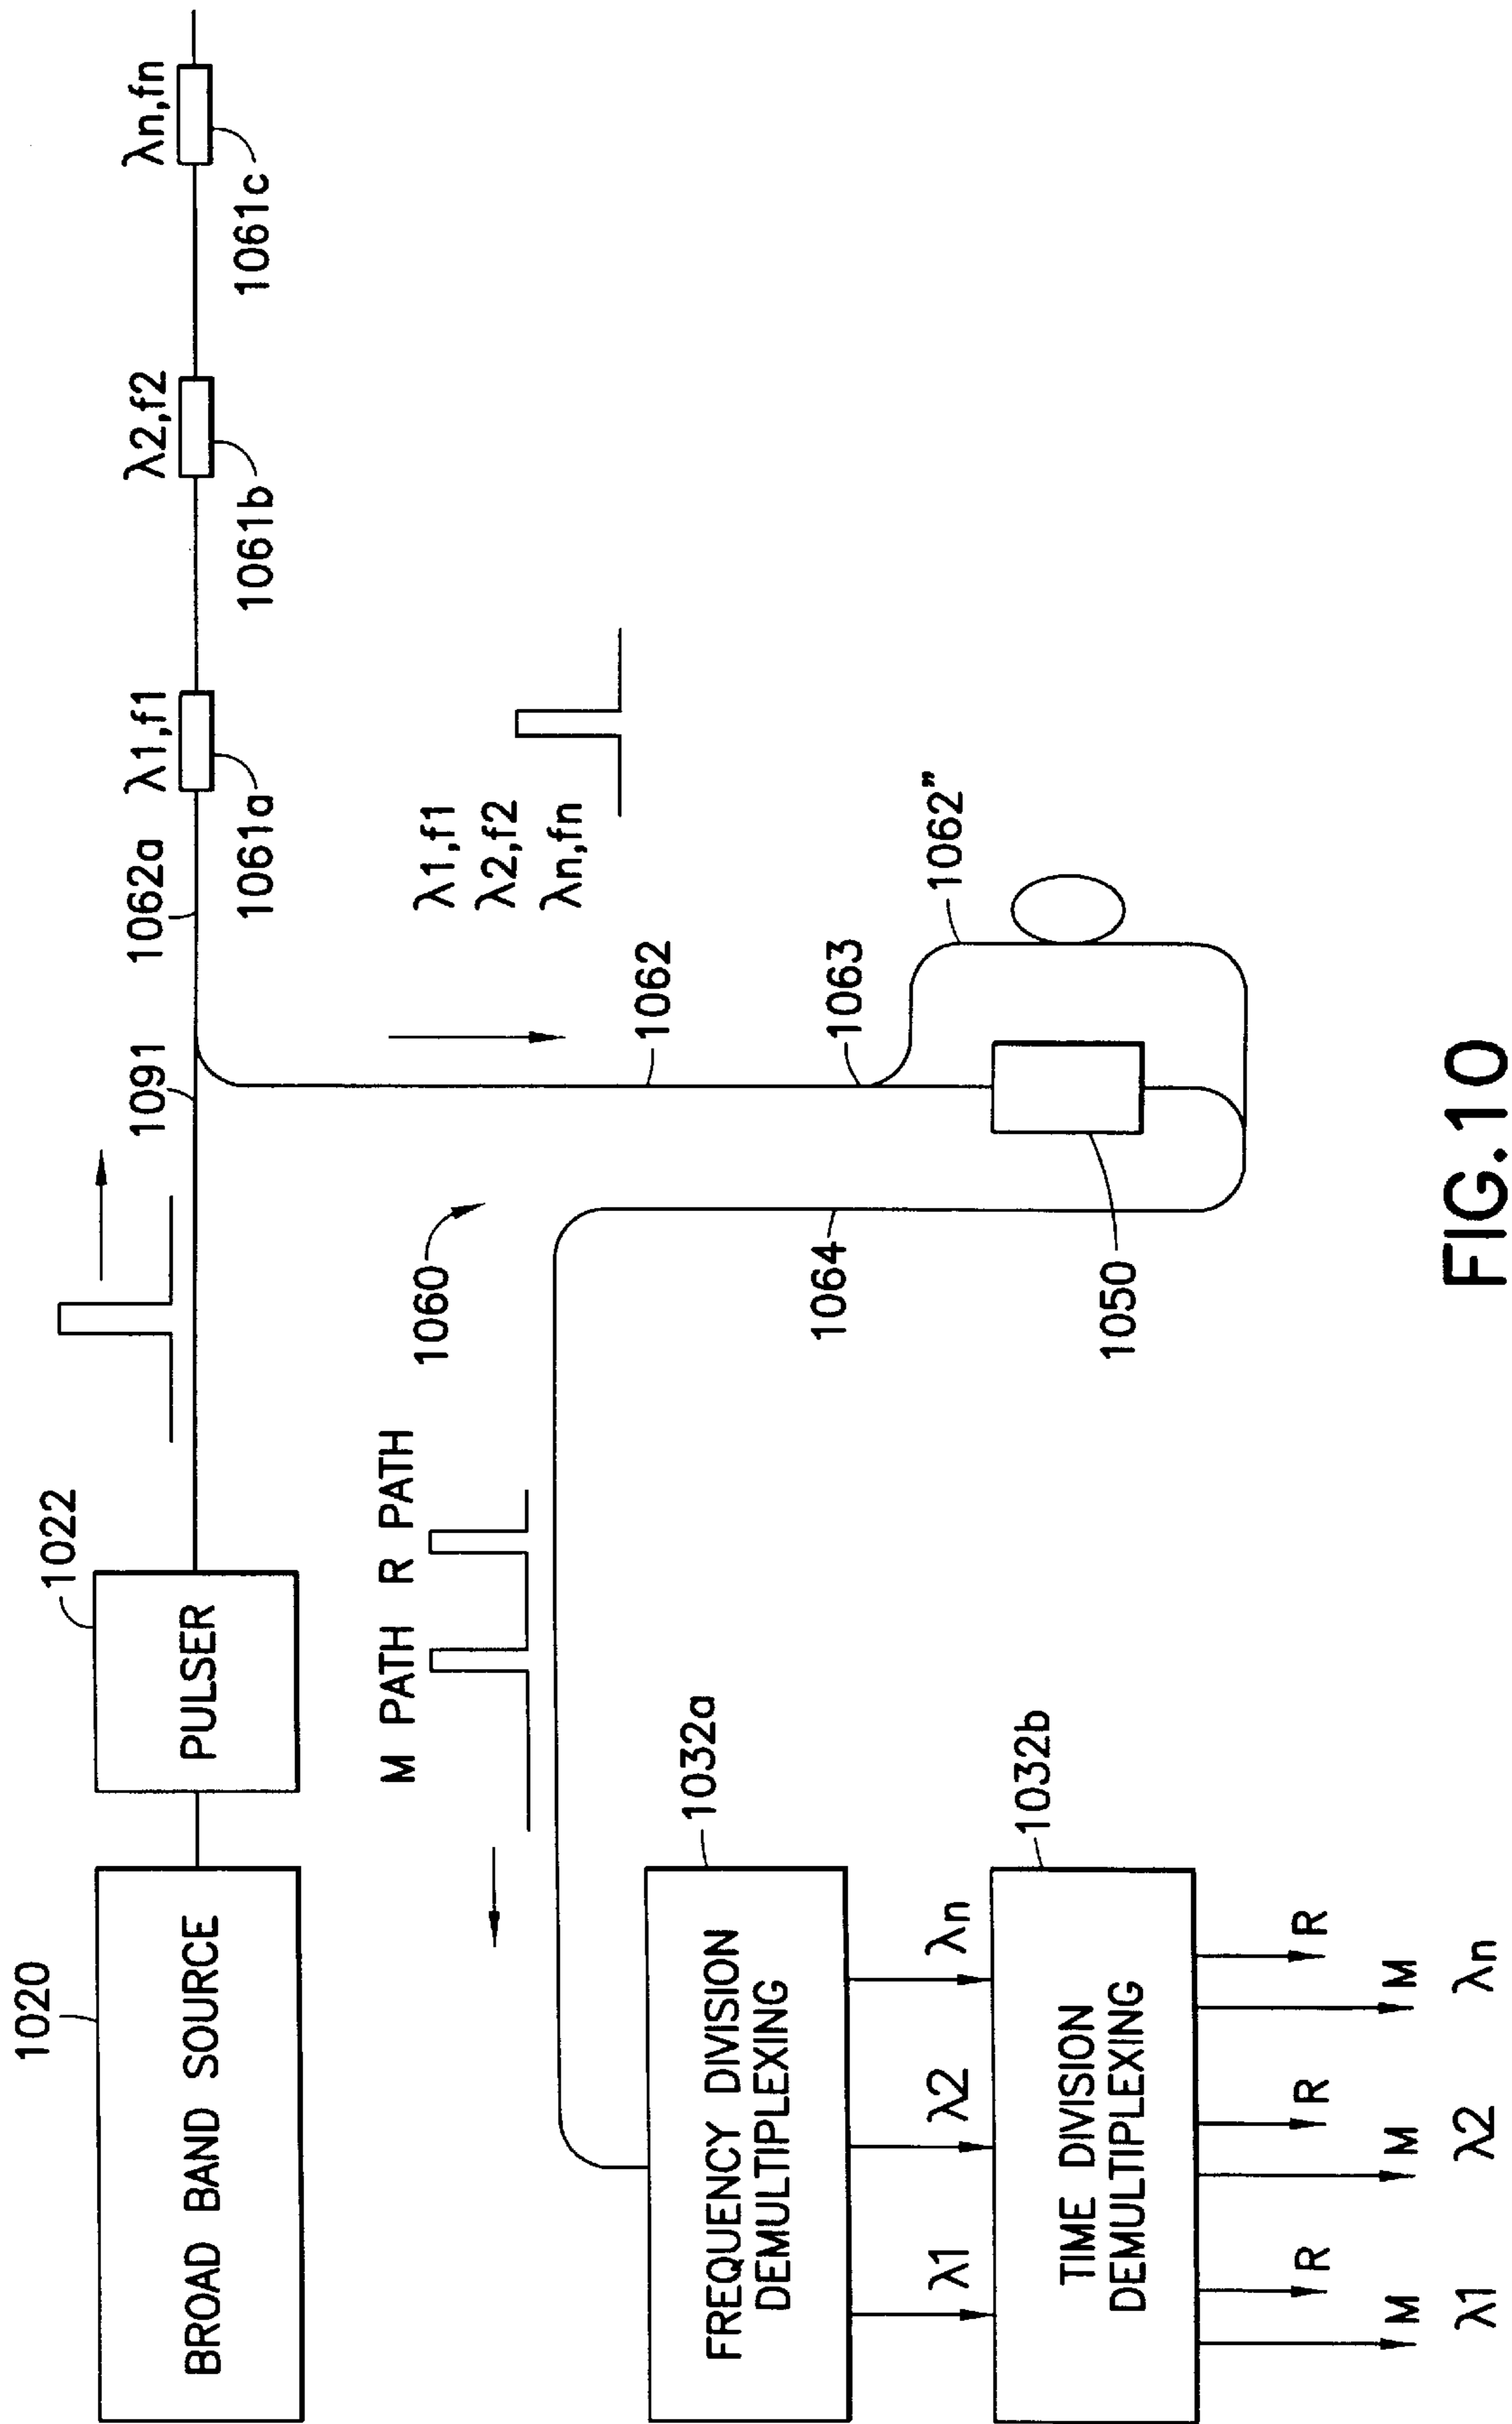 1020
BROAD BAND SOURCE
1022
PULSER
1091
1062a
λ1,f1
1061a
λ2,f2
1061b
λn,fn
1061c
M PATH R PATH
1060
λ1,f1
λ2,f2
λn,fn
1062
1063
1062"
1064
1050
1032a
FREQUENCY DIVISION
DEMULTIPLEXING
λ1 λ2 λn
1032b
TIME DIVISION
DEMULTIPLEXING
R R R
M M M
λ1 λ2 λn
FIG.10